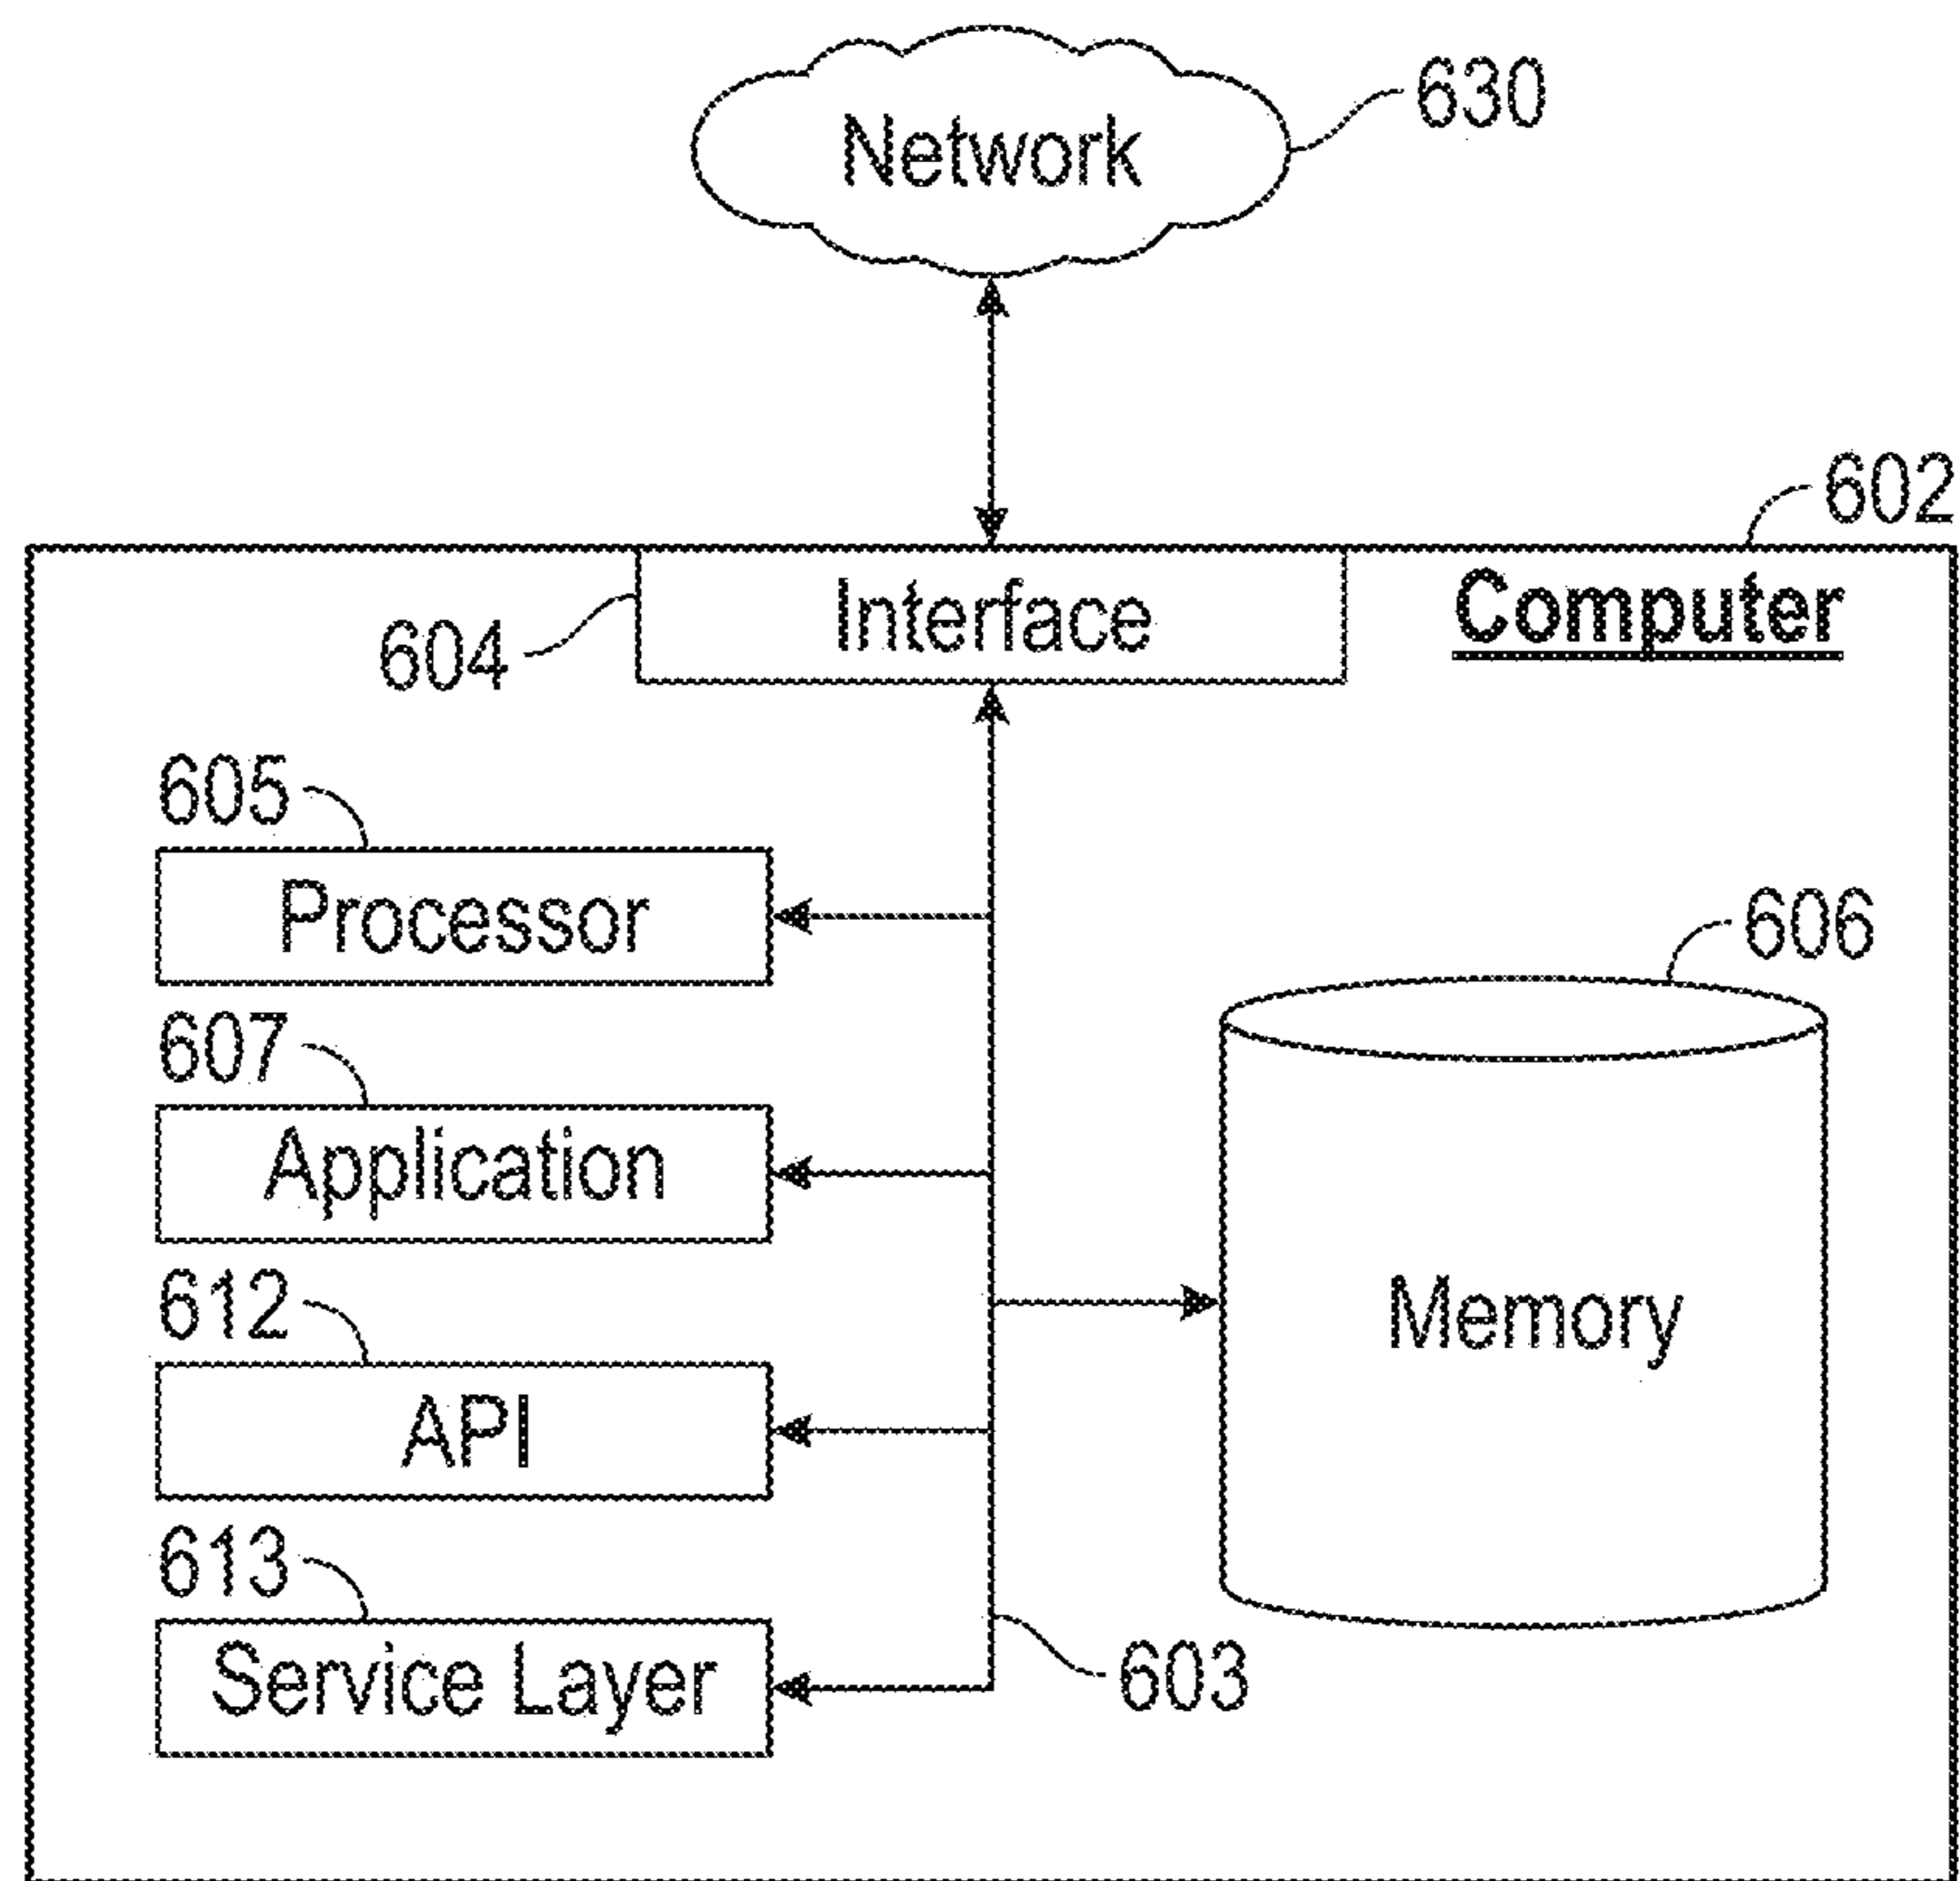 Network
630
602
Interface
Computer
604
605
Processor
606
607
Application
Memory
612
API
613
Service Layer
603